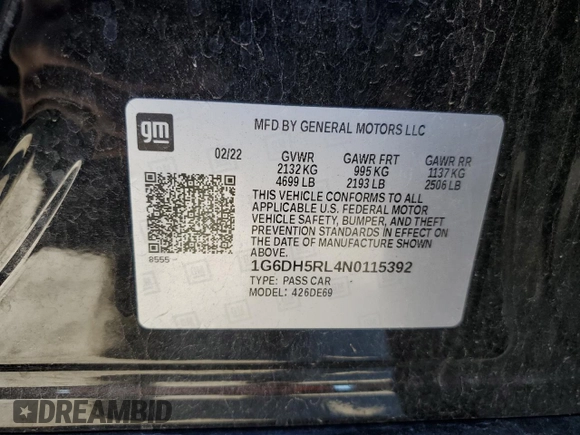 gm
MFD BY GENERAL MOTORS LLC
02/22 GVWR GAWR FRT GAWR RR
2132 KG 995 KG 1137 KG
4699 LB 2193 LB 2506 LB
THIS VEHICLE CONFORMS TO ALL
APPLICABLE U.S. FEDERAL MOTOR
VEHICLE SAFETY, BUMPER, AND THEFT
PREVENTION STANDARDS IN EFFECT ON
THE DATE OF MANUFACTURE SHOWN
ABOVE.
8555
1G6DH5RL4N0115392
TYPE: PASS CAR
MODEL: 426DE69
DREAMBID